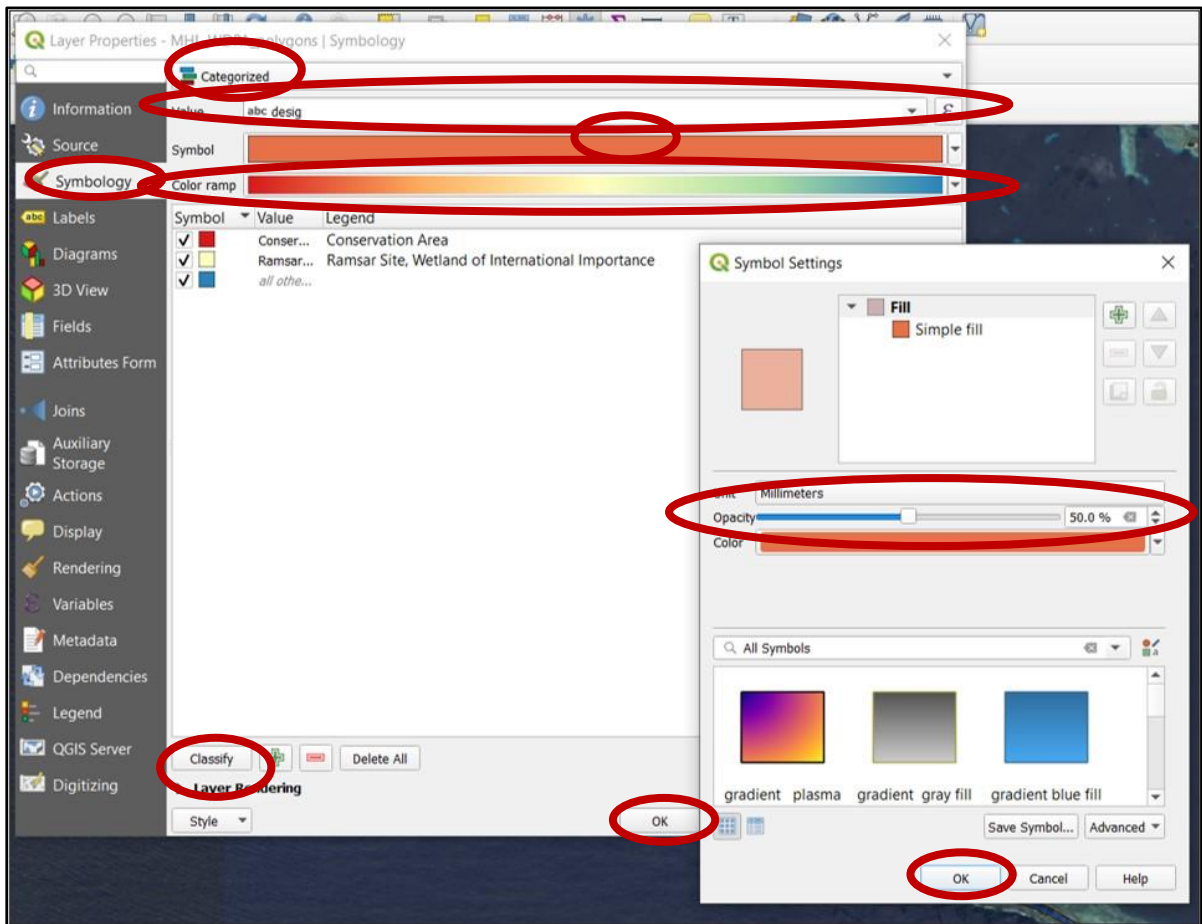 Layer Properties - MHL WDPA polygons | Symbology
Categorized
Information
Value
abc desig
ε
Source
Symbol
Symbology
Color ramp
abc Labels
Symbol Value Legend
Conser... Conservation Area
Ramsar... Ramsar Site, Wetland of International Importance
all othe...
Diagrams
3D View
Fields
Attributes Form
Joins
Auxiliary
Storage
Actions
Display
Rendering
ε Variables
Metadata
Dependencies
Legend
QGIS Server
Digitizing
Classify
Delete All
Layer Rendering
Style
OK
Symbol Settings
Fill
Simple fill
Unit Millimeters
Opacity 50.0 %
Color
All Symbols
gradient plasma gradient gray fill gradient blue fill
Save Symbol... Advanced
OK Cancel Help